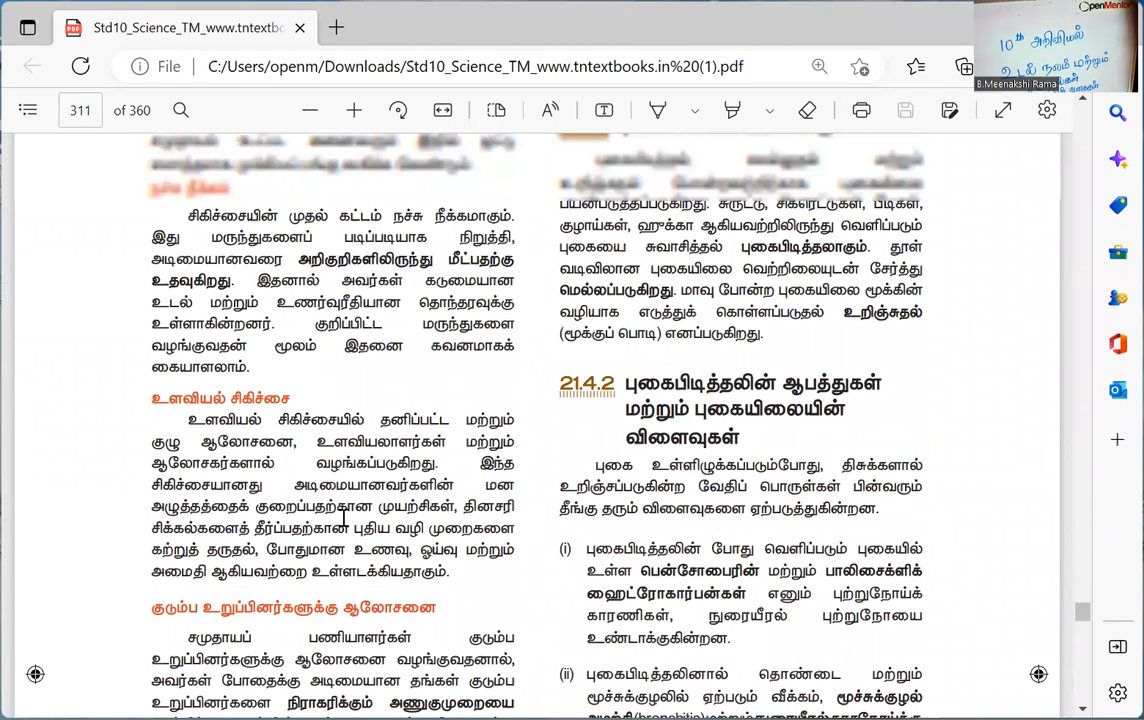 Std10_Science_TM_www.tntextbo
File
C:/Users/openm/Downloads/Std10_Science_TM_www.tntextbooks.in%20(1).pdf
311 of 360
OpenMentor
10th அறிவியல்
உடல் நலம் மற்றும்
B.Meenakshi Rama
சிகிச்சையின் முதல் கட்டம் நச்சு நீக்கமாகும்.
இது மருந்துகளைப் படிப்படியாக நிறுத்தி,
அடிமையானவரை அறிகுறிகளிலிருந்து மீட்பதற்கு
உதவுகிறது. இதனால் அவர்கள் கடுமையான
உடல் மற்றும் உணர்வுரீதியான தொந்தரவுக்கு
உள்ளாகின்றனர். குறிப்பிட்ட மருந்துகளை
வழங்குவதன் மூலம் இதனை கவனமாகக்
கையாளலாம்.
உளவியல் சிகிச்சை
உளவியல் சிகிச்சையில் தனிப்பட்ட மற்றும்
குழு ஆலோசனை, உளவியலாளர்கள் மற்றும்
ஆலோசகர்களால் வழங்கப்படுகிறது. இந்த
சிகிச்சையானது அடிமையானவர்களின் மன
அழுத்தத்தைக் குறைப்பதற்கான முயற்சிகள், தினசரி
சிக்கல்களைத் தீர்ப்பதற்கான புதிய வழி முறைகளை
கற்றுத் தருதல், போதுமான உணவு, ஓய்வு மற்றும்
அமைதி ஆகியவற்றை உள்ளடக்கியதாகும்.
குடும்ப உறுப்பினர்களுக்கு ஆலோசனை
சமுதாயப் பணியாளர்கள் குடும்ப
உறுப்பினர்களுக்கு ஆலோசனை வழங்குவதனால்,
அவர்கள் போதைக்கு அடிமையான தங்கள் குடும்ப
உறுப்பினர்களை நிராகரிக்கும் அணுகுமுறையை
பயன்படுத்தப்படுகிறது. சுருட்டு, சிகரெட்டுகள், பீடிகள்,
குழாய்கள், ஹுக்கா ஆகியவற்றிலிருந்து வெளிப்படும்
புகையை சுவாசித்தல் புகைபிடித்தலாகும். தூள்
வடிவிலான புகையிலை வெற்றிலையுடன் சேர்த்து
மெல்லப்படுகிறது. மாவு போன்ற புகையிலை மூக்கின்
வழியாக எடுத்துக் கொள்ளப்படுதல் உறிஞ்சுதல்
(மூக்குப் பொடி) எனப்படுகிறது.
21.4.2 புகைபிடித்தலின் ஆபத்துகள்
மற்றும் புகையிலையின்
விளைவுகள்
புகை உள்ளிழுக்கப்படும்போது, திசுக்களால்
உறிஞ்சப்படுகின்ற வேதிப் பொருள்கள் பின்வரும்
தீங்கு தரும் விளைவுகளை ஏற்படுத்துகின்றன.
(i) புகைபிடித்தலின் போது வெளிப்படும் புகையில்
உள்ள பென்சோபைரின் மற்றும் பாலிசைக்ளிக்
ஹைட்ரோகார்பன்கள் எனும் புற்றுநோய்க்
காரணிகள், நுரையீரல் புற்றுநோயை
உண்டாக்குகின்றன.
(ii) புகைபிடித்தலினால் தொண்டை மற்றும்
மூச்சுக்குழலில் ஏற்படும் வீக்கம், மூச்சுக்குழல்